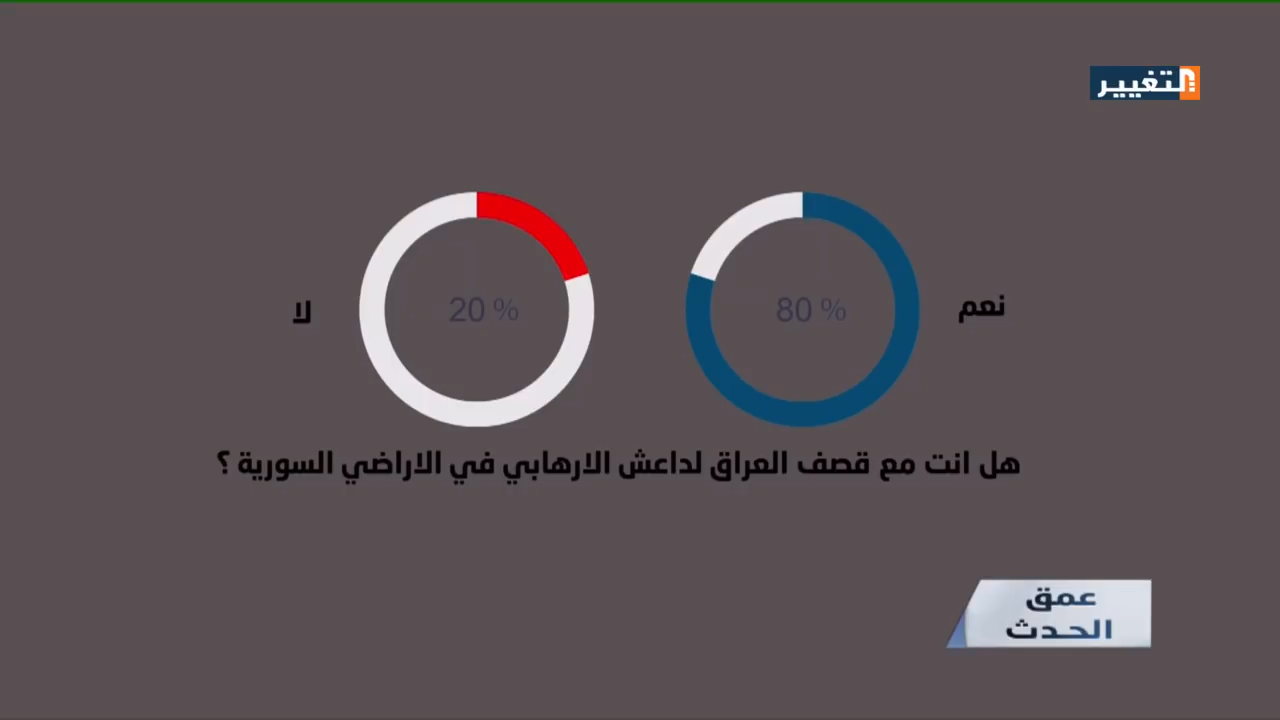 التغيير
نعم
80 %
20 %
لا
هل انت مع قصف العراق لداعش الارهابي في الاراضي السورية ؟
عمق
الحدث